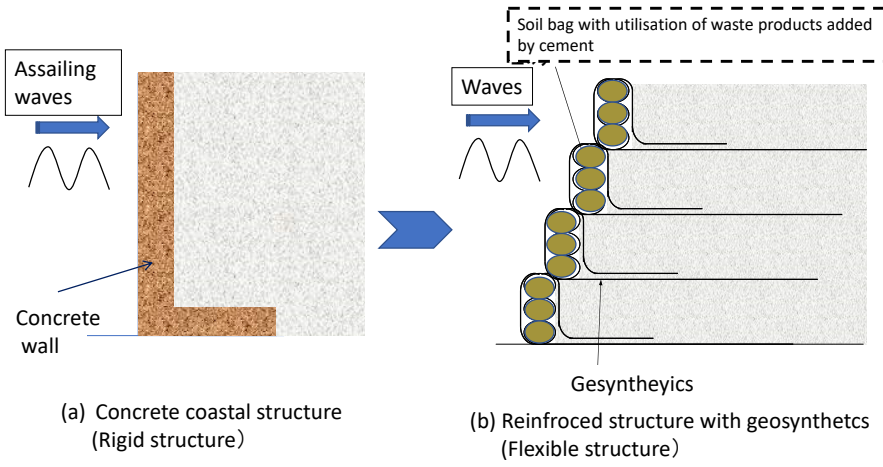 Assailing
waves
Concrete
wall
(a) Concrete coastal structure
(Rigid structure）
Soil bag with utilisation of waste products added
by cement
Waves
Gesyntheyics
(b) Reinfroced structure with geosynthetcs
(Flexible structure）